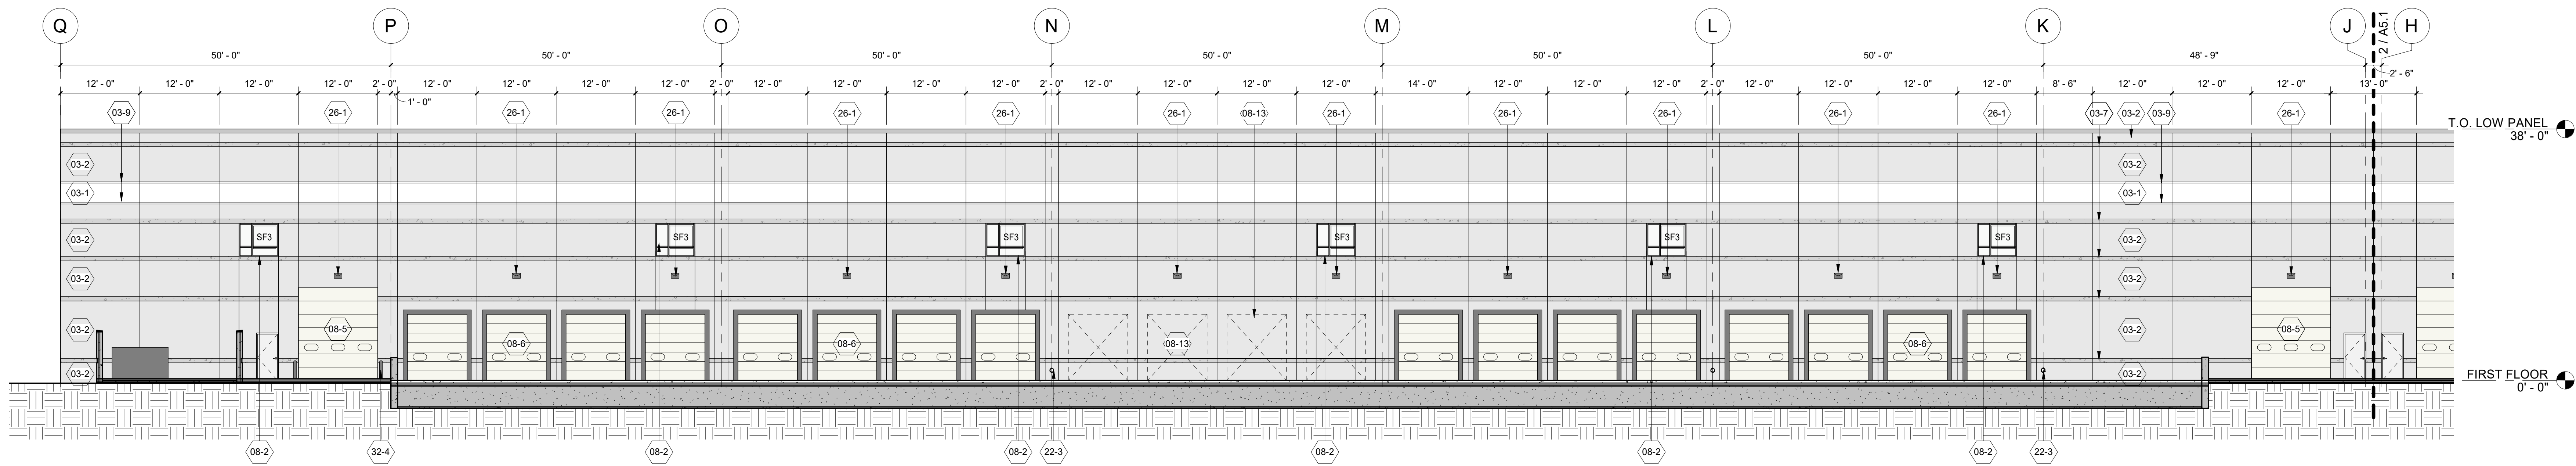 Q P O N M L K J H
2 / A5.1
50' - 0" 50' - 0" 50' - 0" 50' - 0" 50' - 0" 50' - 0" 48' - 9"
2' - 6"
12' - 0" 12' - 0" 12' - 0" 12' - 0" 2' - 0" 12' - 0" 12' - 0" 12' - 0" 12' - 0" 2' - 0" 12' - 0" 12' - 0" 12' - 0" 12' - 0" 2' - 0" 12' - 0" 12' - 0" 12' - 0" 12' - 0" 14' - 0" 12' - 0" 12' - 0" 12' - 0" 2' - 0" 12' - 0" 12' - 0" 12' - 0" 12' - 0" 8' - 6" 12' - 0" 12' - 0" 12' - 0" 13' - 0"
1' - 0"
03-9 26-1 26-1 26-1 26-1 26-1 26-1 08-13 26-1 26-1 26-1 26-1 26-1 03-7 03-2 03-9 26-1
T.O. LOW PANEL
38' - 0"
03-2 03-2
03-1 03-1
03-2 SF3 SF3 SF3 SF3 SF3 SF3 03-2
03-2 03-2
03-2 08-5 08-6 08-6 08-13 08-6 03-2 08-5
03-2 03-2
FIRST FLOOR
0' - 0"
08-2 32-4 08-2 08-2 22-3 08-2 08-2 08-2 22-3